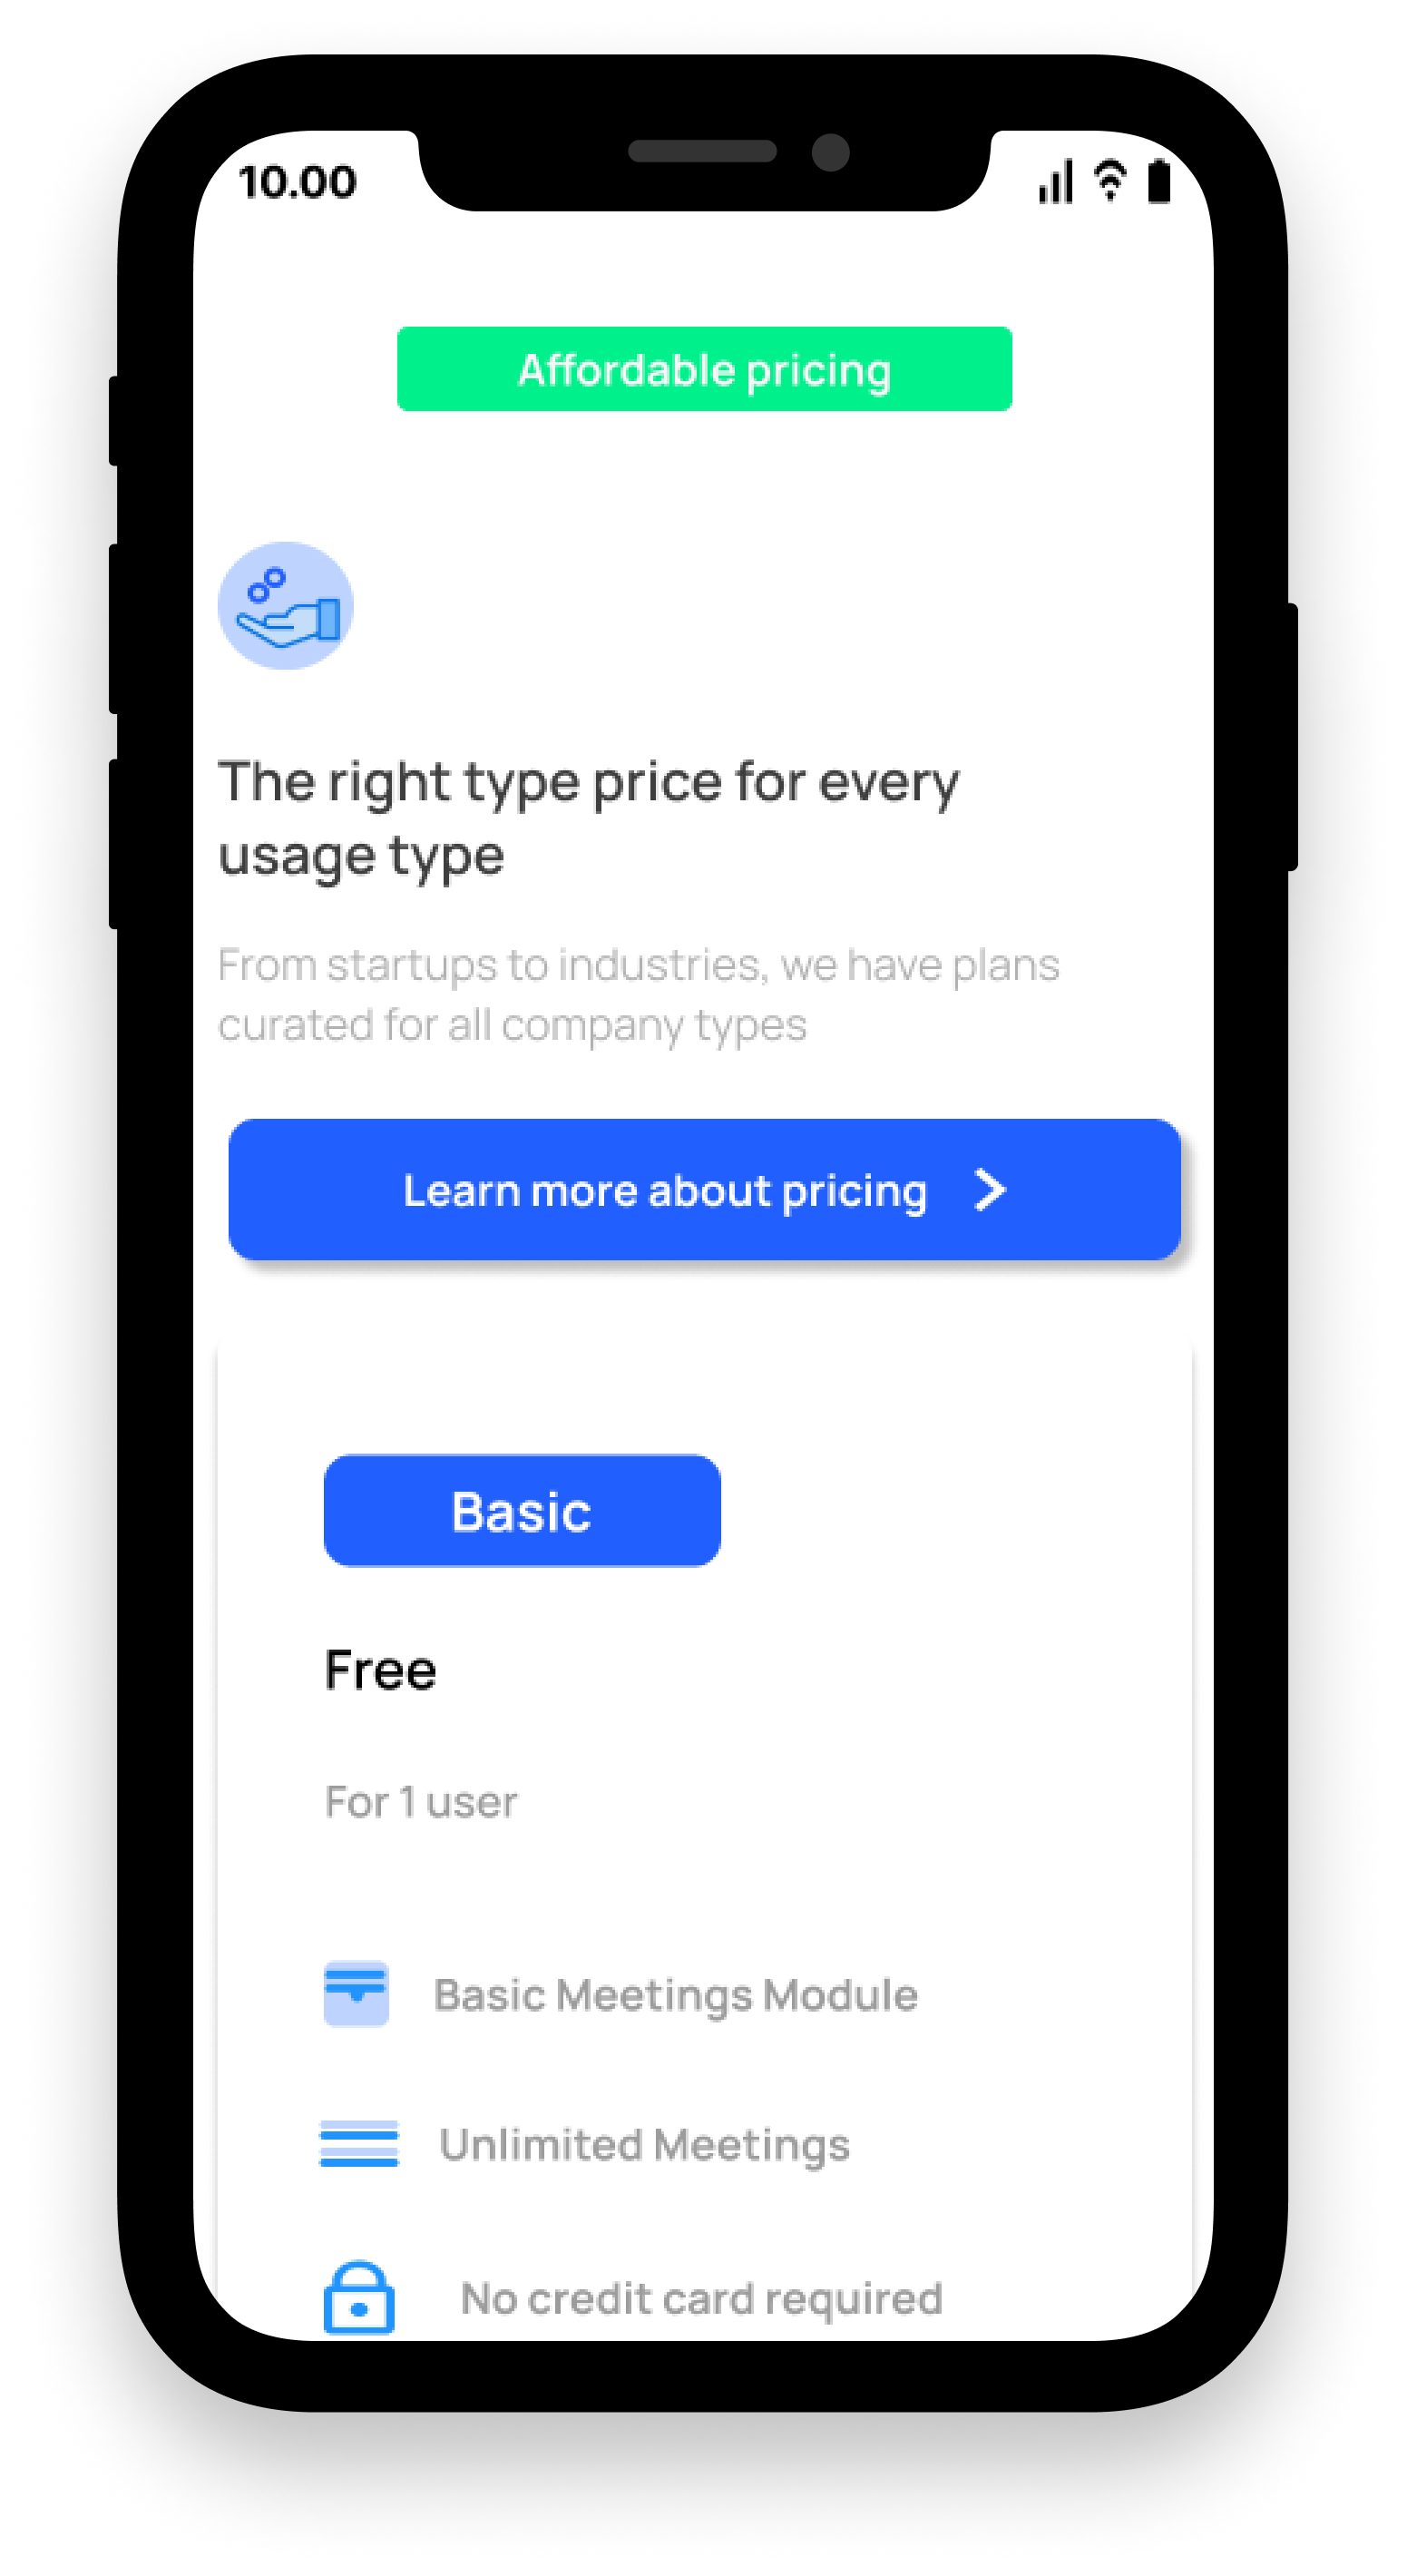 10.00
Affordable pricing
The right type price for every
usage type
From startups to industries, we have plans
curated for all company types
Learn more about pricing
Basic
Free
For 1 user
Basic Meetings Module
Unlimited Meetings
No credit card required